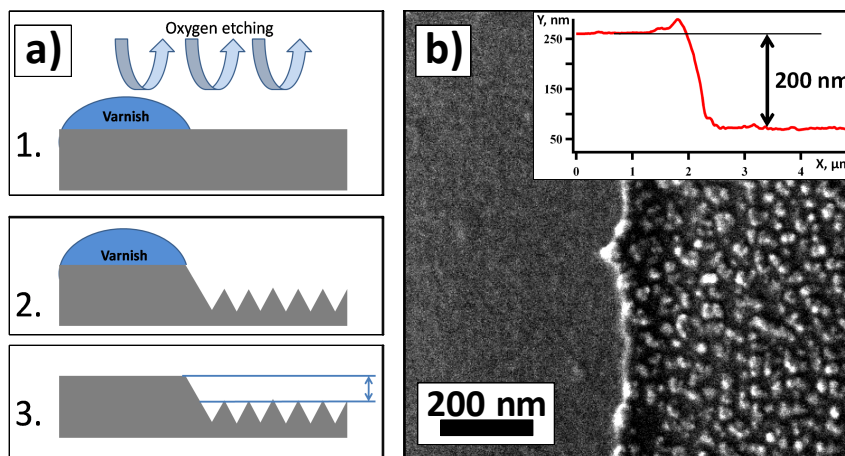 a)
Oxygen etching
Varnish
1.
Varnish
2.
3.
b)
Y, nm
250
150
50
200 nm
0
1
2
3
4
X, µm
200 nm